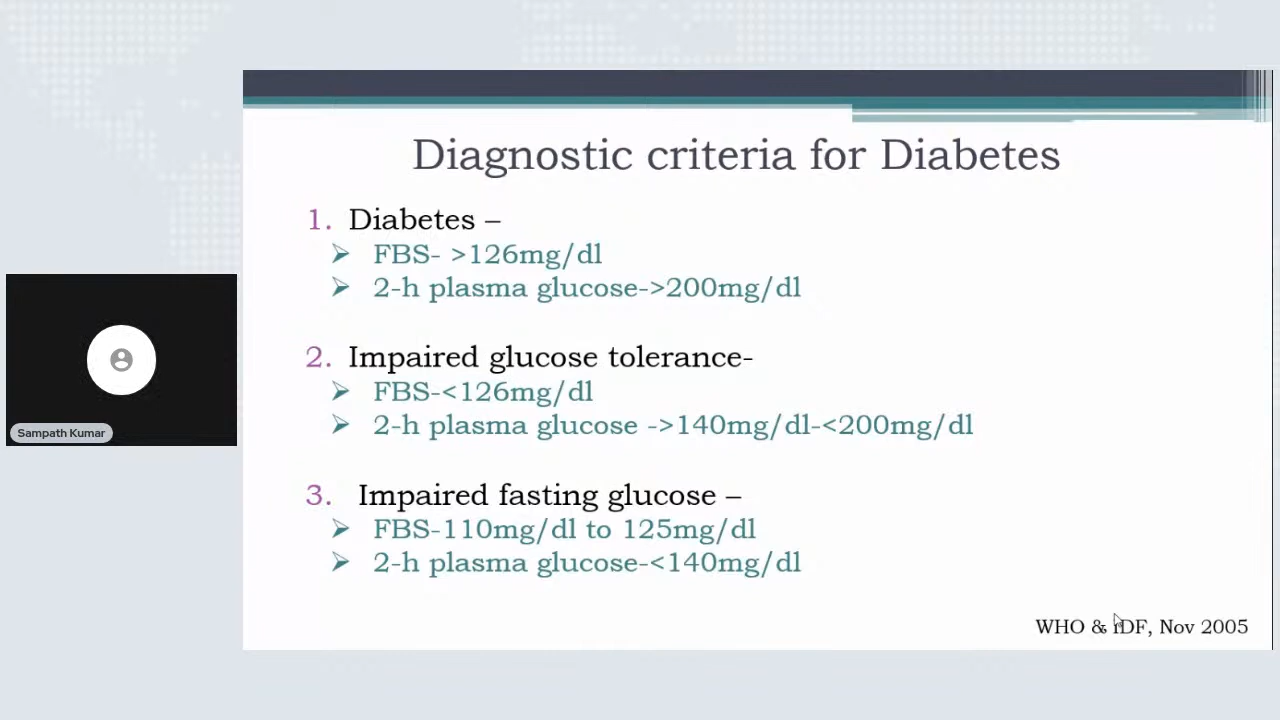 Diagnostic criteria for Diabetes
1. Diabetes –
FBS- >126mg/dl
2-h plasma glucose->200mg/dl
2. Impaired glucose tolerance-
FBS-<126mg/dl
2-h plasma glucose ->140mg/dl-<200mg/dl
3. Impaired fasting glucose –
FBS-110mg/dl to 125mg/dl
2-h plasma glucose-<140mg/dl
WHO & IDF, Nov 2005
Sampath Kumar